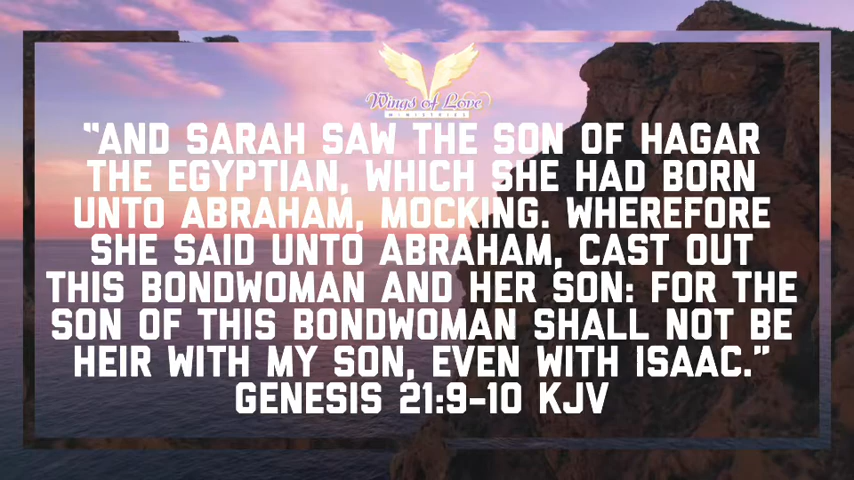 Wings of Love
MINISTRIES
"AND SARAH SAW THE SON OF HAGAR
THE EGYPTIAN, WHICH SHE HAD BORN
UNTO ABRAHAM, MOCKING. WHEREFORE
SHE SAID UNTO ABRAHAM, CAST OUT
THIS BONDWOMAN AND HER SON: FOR THE
SON OF THIS BONDWOMAN SHALL NOT BE
HEIR WITH MY SON, EVEN WITH ISAAC."
GENESIS 21:9-10 KJV